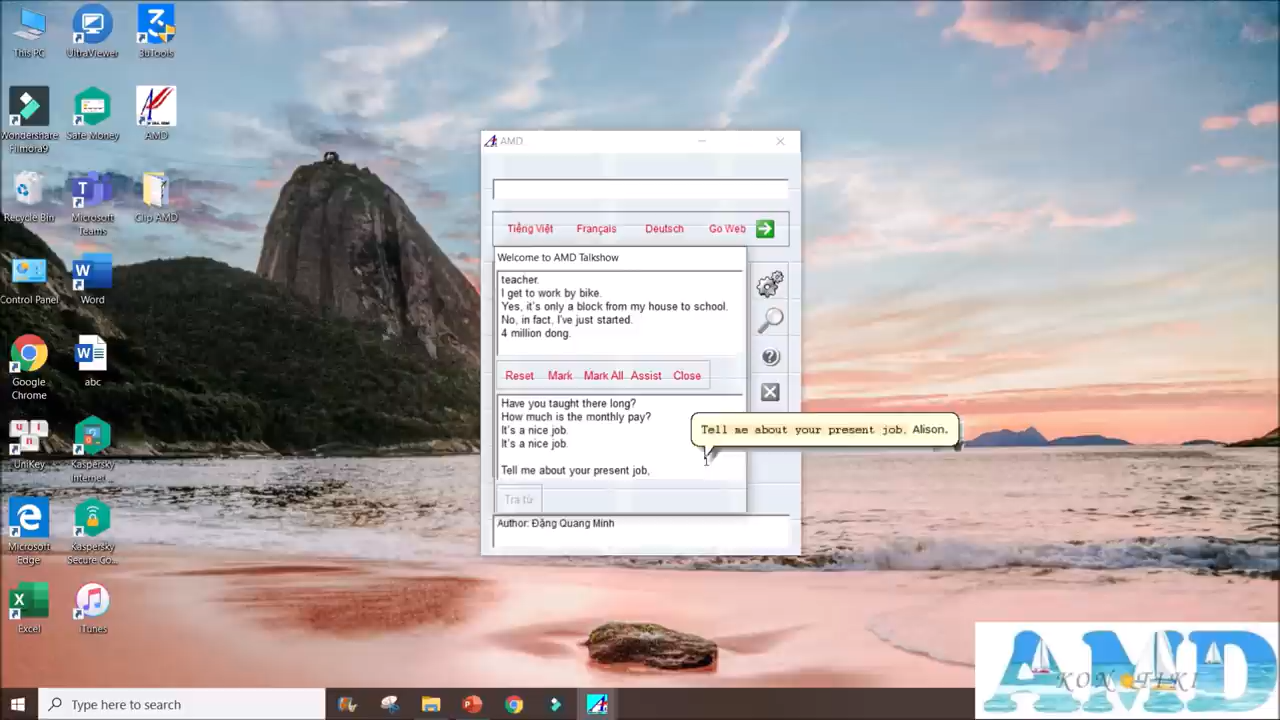 This PC
UltraViewer
3uTools
Wondershare Filmora9
Safe Money
AMD
Recycle Bin
Microsoft Teams
Clip AMD
Control Panel
Word
Google Chrome
abc
UniKey
Kaspersky Internet ...
Microsoft Edge
Kaspersky Secure Co...
Excel
iTunes
AMD
Tiếng Việt Français Deutsch Go Web
Welcome to AMD Talkshow
teacher.
I get to work by bike.
Yes, it's only a block from my house to school.
No, in fact, I've just started.
4 million dong.
Reset Mark Mark All Assist Close
Have you taught there long?
How much is the monthly pay?
It's a nice job.
It's a nice job.
Tell me about your present job,
Tell me about your present job, Alison.
Tra từ
Author: Đặng Quang Minh
AMD
KON TIKI
Type here to search